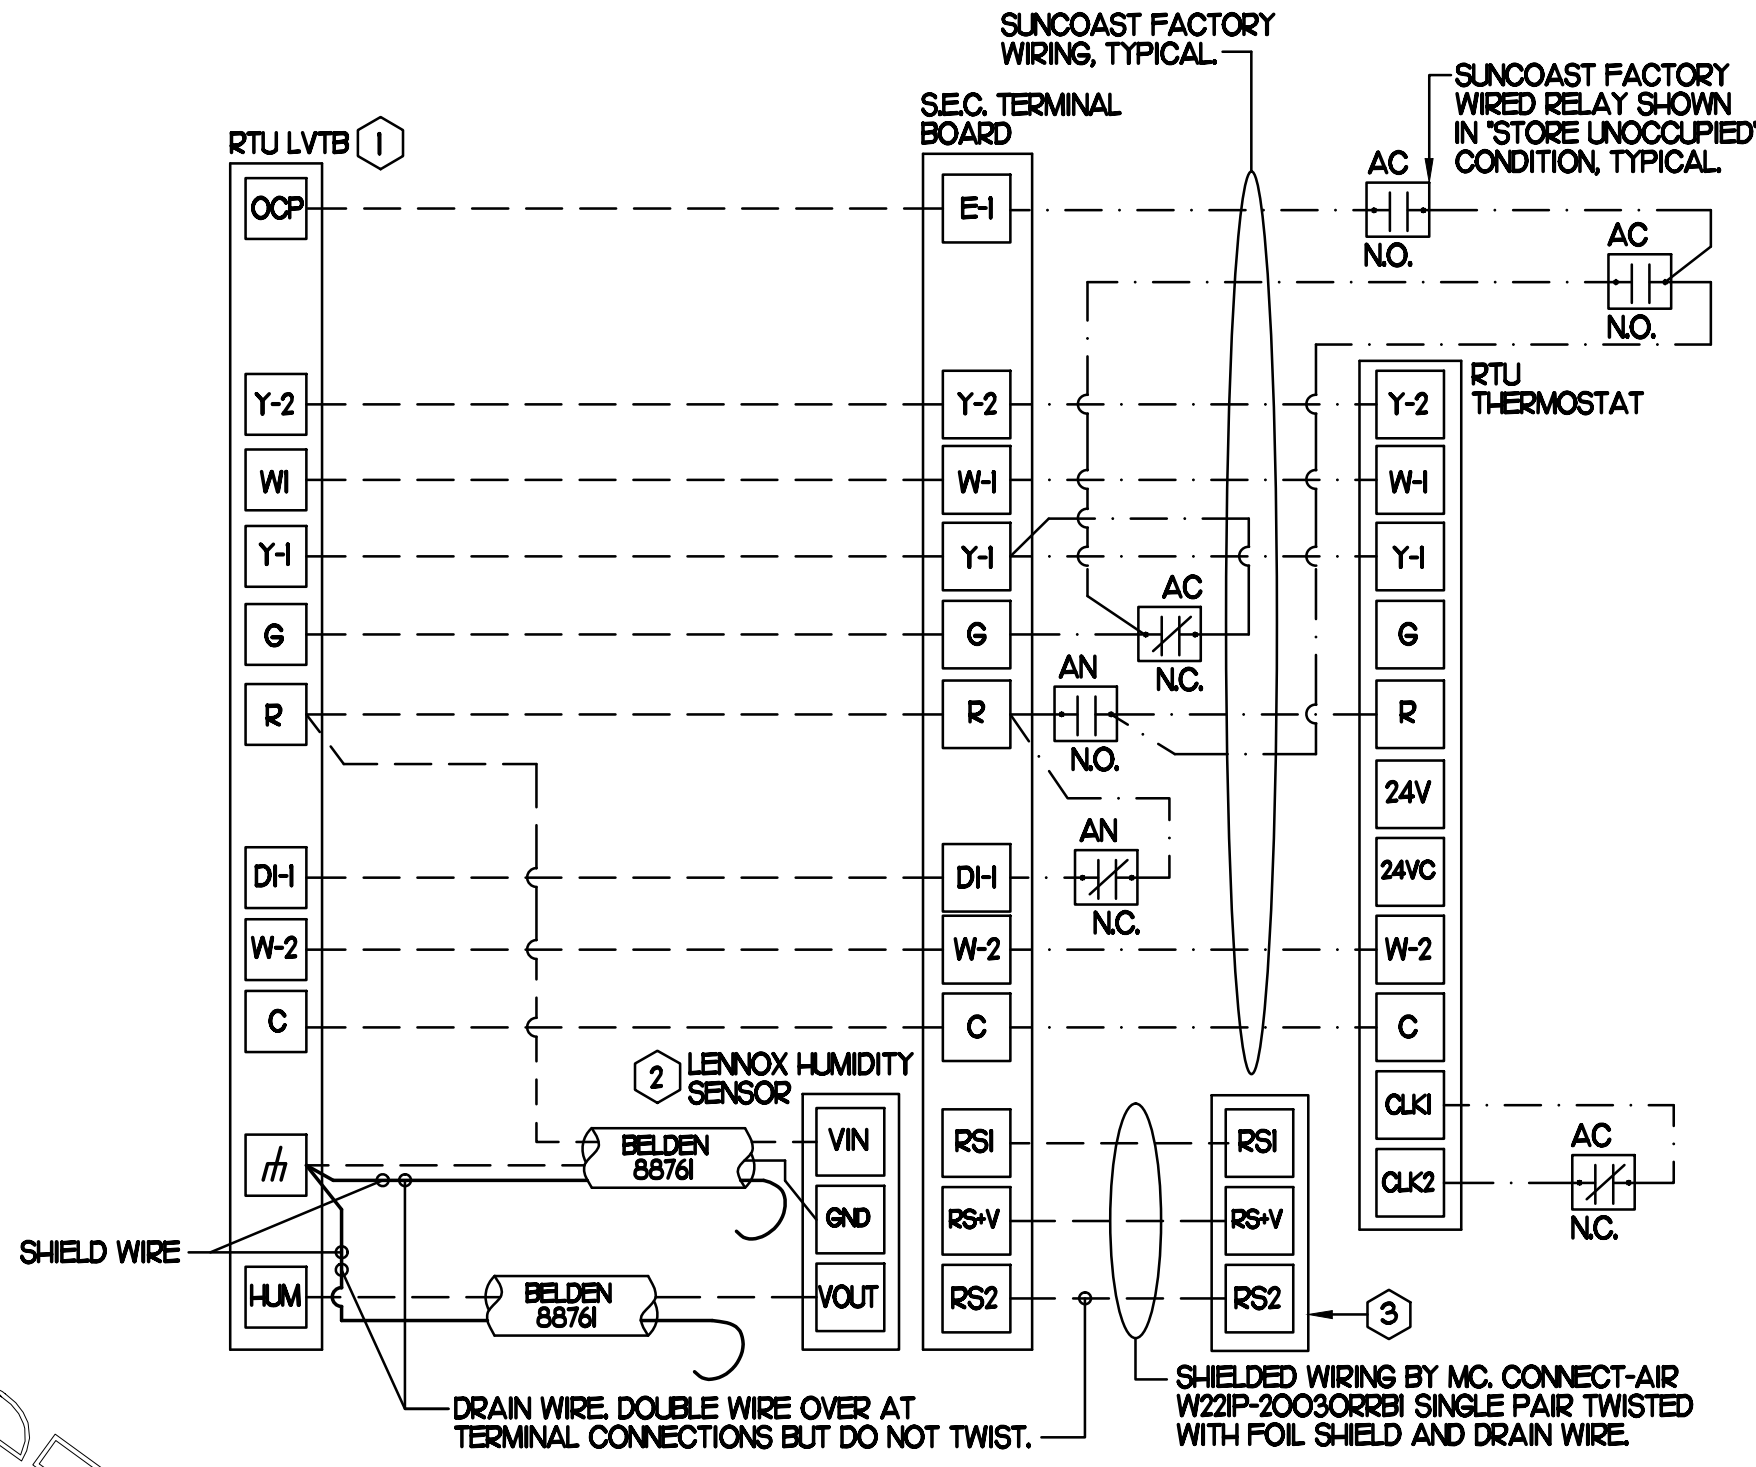 SUNCOAST FACTORY
WIRING, TYPICAL.
SUNCOAST FACTORY
WIRED RELAY SHOWN
IN "STORE UNOCCUPIED"
CONDITION, TYPICAL.
S.E.C. TERMINAL
BOARD
RTU LVTB
1
OCP
Y-2
W1
Y-1
G
R
DI-1
W-2
C
HUM
E-1
Y-2
W-1
Y-1
G
R
DI-1
W-2
C
RS1
RS+V
RS2
AC
N.O.
AC
N.O.
AC
N.C.
AN
N.O.
AN
N.C.
RTU
THERMOSTAT
Y-2
W-1
Y-1
G
R
24V
24VC
W-2
C
CLK1
CLK2
AC
N.C.
2
LENNOX HUMIDITY
SENSOR
VIN
GND
VOUT
BELDEN
88761
BELDEN
88761
RS1
RS+V
RS2
3
SHIELD WIRE
DRAIN WIRE. DOUBLE WIRE OVER AT
TERMINAL CONNECTIONS BUT DO NOT TWIST.
SHIELDED WIRING BY MC. CONNECT-AIR
W221P-2003ORRB1 SINGLE PAIR TWISTED
WITH FOIL SHIELD AND DRAIN WIRE.